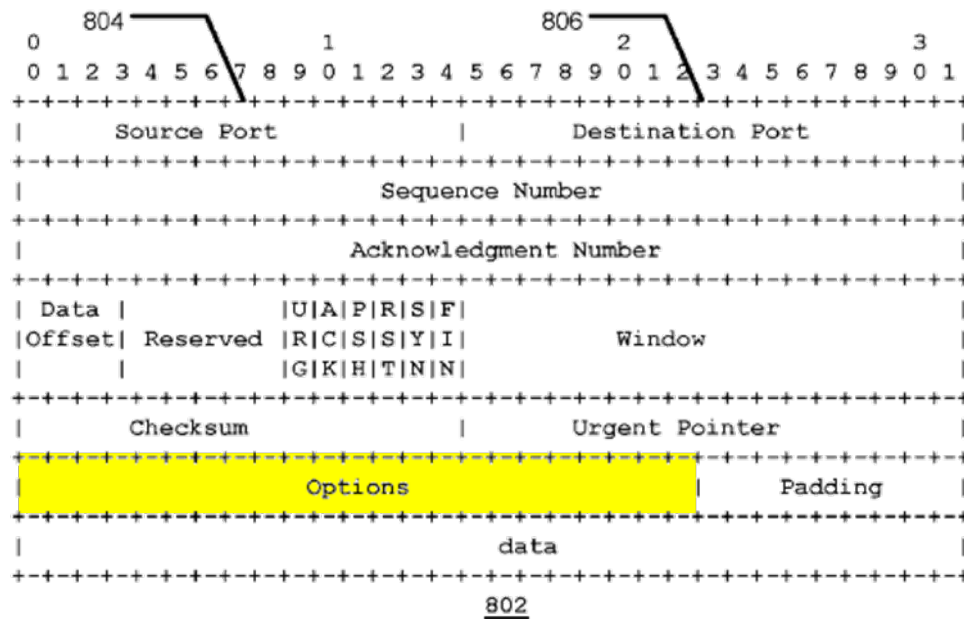 804 806
0 1 2 3
0 1 2 3 4 5 6 7 8 9 0 1 2 3 4 5 6 7 8 9 0 1 2 3 4 5 6 7 8 9 0 1
+-+-+-+-+-+-+-+-+-+-+-+-+-+-+-+-+-+-+-+-+-+-+-+-+-+-+-+-+-+-+-+-+
| Source Port | Destination Port |
+-+-+-+-+-+-+-+-+-+-+-+-+-+-+-+-+-+-+-+-+-+-+-+-+-+-+-+-+-+-+-+-+
| Sequence Number |
+-+-+-+-+-+-+-+-+-+-+-+-+-+-+-+-+-+-+-+-+-+-+-+-+-+-+-+-+-+-+-+-+
| Acknowledgment Number |
+-+-+-+-+-+-+-+-+-+-+-+-+-+-+-+-+-+-+-+-+-+-+-+-+-+-+-+-+-+-+-+-+
| Data | |U|A|P|R|S|F| |
|Offset| Reserved |R|C|S|S|Y|I| Window |
| | |G|K|H|T|N|N| |
+-+-+-+-+-+-+-+-+-+-+-+-+-+-+-+-+-+-+-+-+-+-+-+-+-+-+-+-+-+-+-+-+
| Checksum | Urgent Pointer |
+-+-+-+-+-+-+-+-+-+-+-+-+-+-+-+-+-+-+-+-+-+-+-+-+-+-+-+-+-+-+-+-+
| Options | Padding |
+-+-+-+-+-+-+-+-+-+-+-+-+-+-+-+-+-+-+-+-+-+-+-+-+-+-+-+-+-+-+-+-+
| data |
+-+-+-+-+-+-+-+-+-+-+-+-+-+-+-+-+-+-+-+-+-+-+-+-+-+-+-+-+-+-+-+-+
802